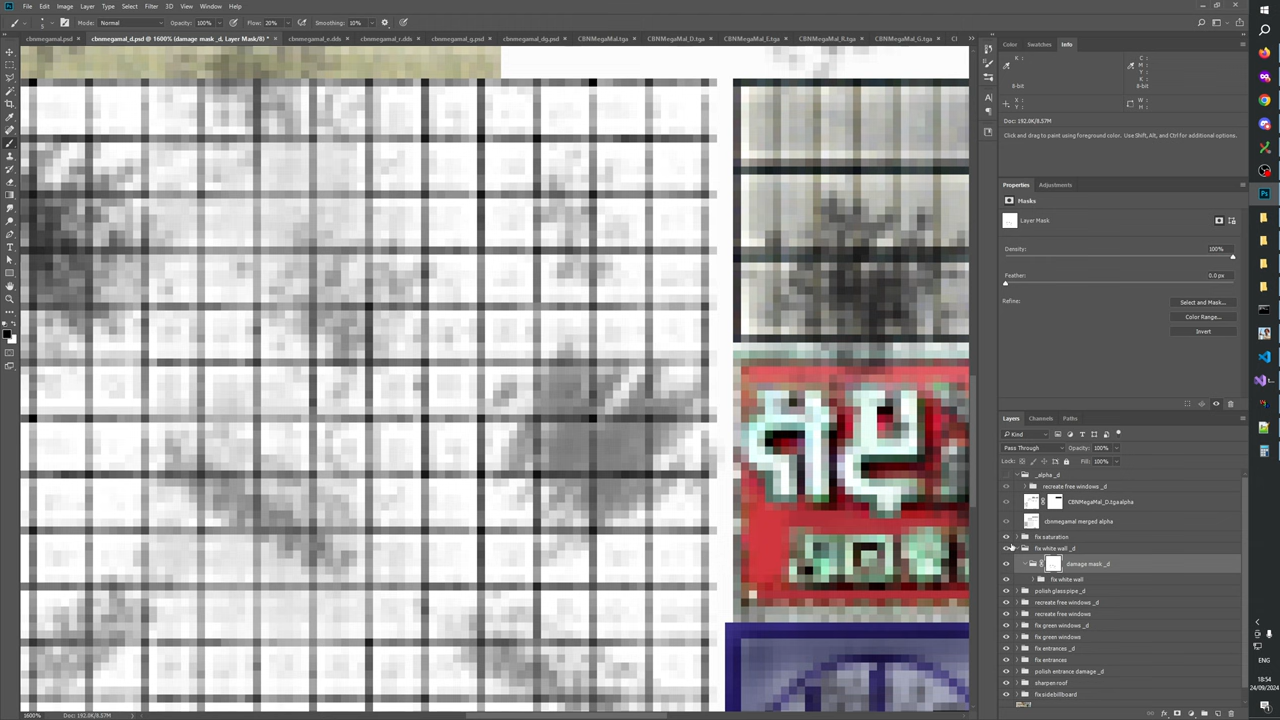 File Edit Image Layer Type Select Filter 3D View Window Help
Mode: Normal Opacity: 100% Flow: 20% Smoothing: 10%
cbnmegamal.psd cbnmegamal_d.psd @ 1600% (damage mask _d, Layer Mask/8) * cbnmegamal_e.dds cbnmegamal_r.dds cbnmegamal_g.psd cbnmegamal_dg.psd CBNMegaMal.tga CBNMegaMal_D.tga CBNMegaMal_E.tga CBNMegaMal_R.tga CBNMegaMal_G.tga
Color Swatches Info
K :
C :
M :
Y :
K :
8-bit 8-bit
X :
Y :
W :
H :
Doc: 192.0K/8.57M
Click and drag to paint using foreground color. Use Shift, Alt, and Ctrl for additional options.
Properties Adjustments
Masks
Layer Mask
Density: 100%
Feather: 0.0 px
Refine: Select and Mask...
Color Range...
Invert
Layers Channels Paths
Kind
Pass Through Opacity: 100%
Lock: Fill: 100%
_alpha _d
recreate free windows _d
CBNMegaMal_D.tga alpha
cbnmegamal merged alpha
fix saturation
fix white wall _d
damage mask _d
fix white wall
polish glass pipe _d
recreate free windows _d
recreate free windows
fix green windows _d
fix green windows
fix entrances _d
fix entrances
polish entrance damage _d
sharpen roof
fix sidebillboard
1600% Doc: 192.0K/8.57M
ENG
18:54
24/09/2024